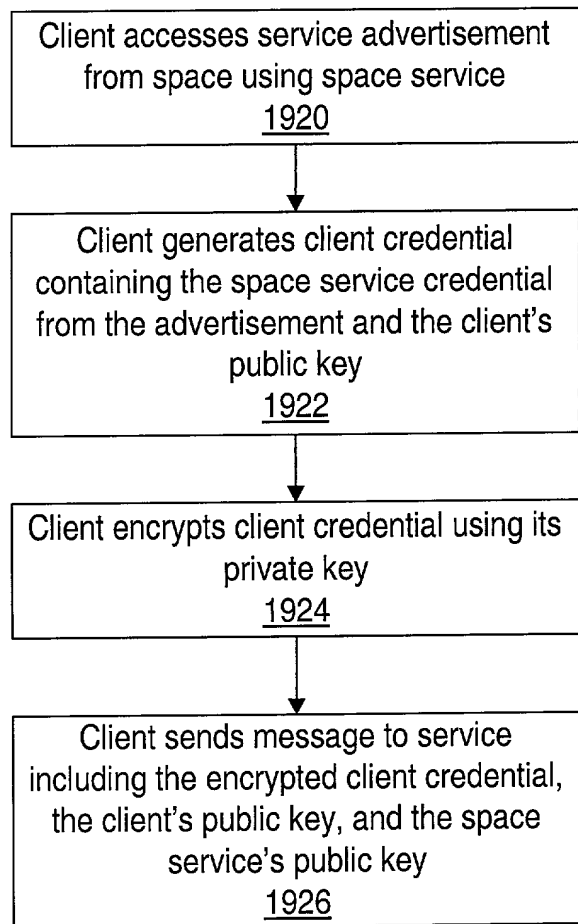 Client accesses service advertisement
from space using space service
1920
Client generates client credential
containing the space service credential
from the advertisement and the client's
public key
1922
Client encrypts client credential using its
private key
1924
Client sends message to service
including the encrypted client credential,
the client's public key, and the space
service's public key
1926